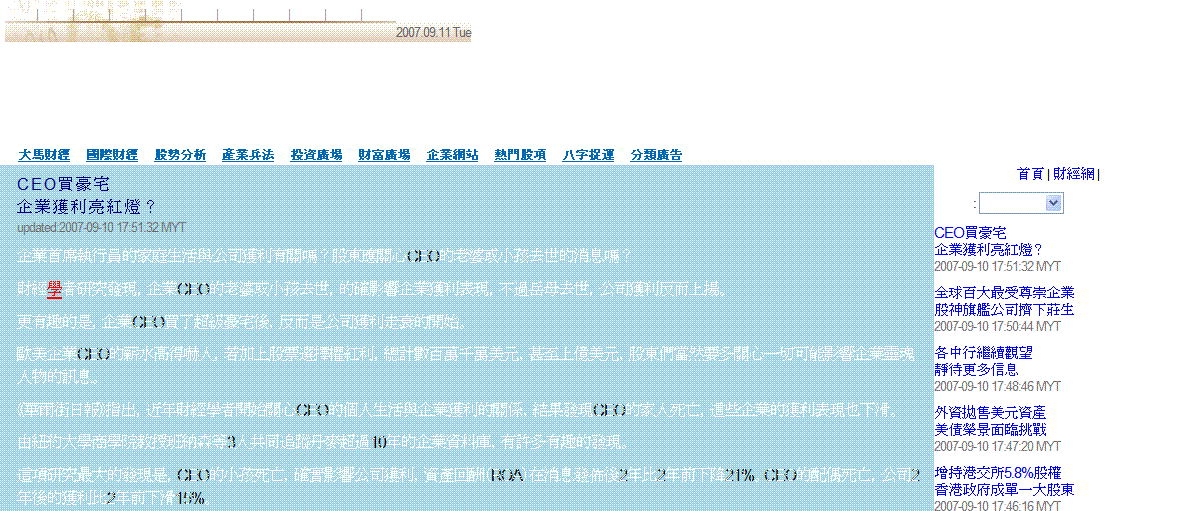 2007.09.11 Tue
大馬財經 國際財經 股勢分析 產業兵法 投資廣場 財富廣場 企業網站 熱門股項 八字捉運 分類廣告
CEO買豪宅
企業獲利亮紅燈？
updated:2007-09-10 17:51:32 MYT
企業首席執行員的家庭生活與公司獲利有關嗎？股東應關心CEO的老婆或小孩去世的消息嗎？
財經學者研究發現，企業CEO的老婆或小孩去世，的確影響企業獲利表現，不過岳母去世，公司獲利反而上揚。
更有趣的是，企業CEO買了超級豪宅後，反而是公司獲利走衰的開始。
歐美企業CEO的薪水高得嚇人，若加上股票選擇權紅利，總計數百萬千萬美元，甚至上億美元，股東們當然要多關心一切可能影響企業靈魂
人物的訊息。
《華爾街日報》指出，近年財經學者開始關心CEO的個人生活與企業獲利的關係，結果發現CEO的家人死亡，這些企業的獲利表現也下滑。
由紐約大學商學院教授班納森等3人共同追蹤丹麥超過10年的企業資料庫，有許多有趣的發現。
這項研究最大的發現是，CEO的小孩死亡，確實影響公司獲利，資產回酬(ROA)在消息發佈後2年比2年前下降21%，CEO的配偶死亡，公司2
年後的獲利比2年前下滑15%。
首頁 | 財經網 |
:
CEO買豪宅
企業獲利亮紅燈？
2007-09-10 17:51:32 MYT
全球百大最受尊崇企業
股神旗艦公司擠下莊生
2007-09-10 17:50:44 MYT
各中行繼續觀望
靜待更多信息
2007-09-10 17:48:46 MYT
外資拋售美元資產
美債榮景面臨挑戰
2007-09-10 17:47:20 MYT
增持港交所5.8%股權
香港政府成單一大股東
2007-09-10 17:46:16 MYT